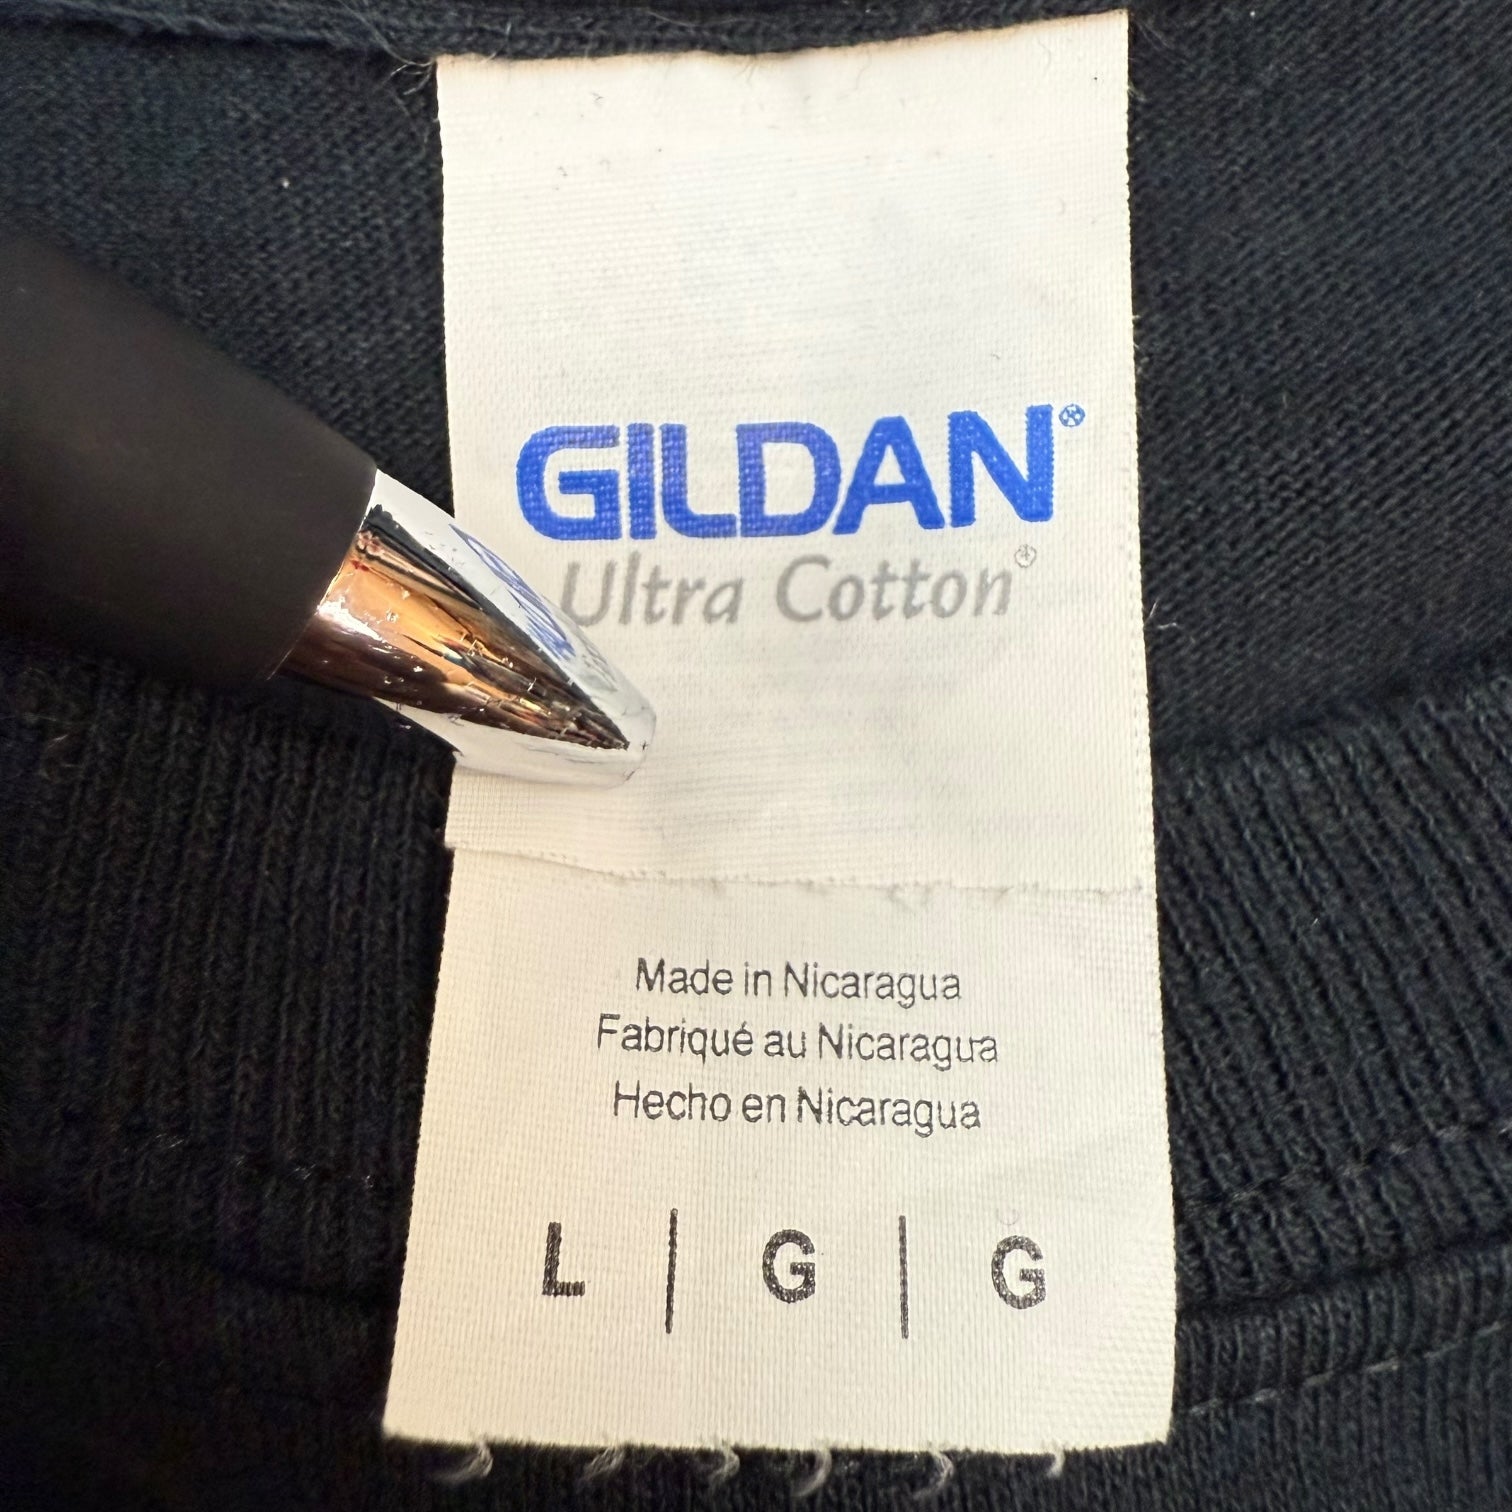 GILDAN®
Ultra Cotton®
Made in Nicaragua
Fabriqué au Nicaragua
Hecho en Nicaragua
L | G | G